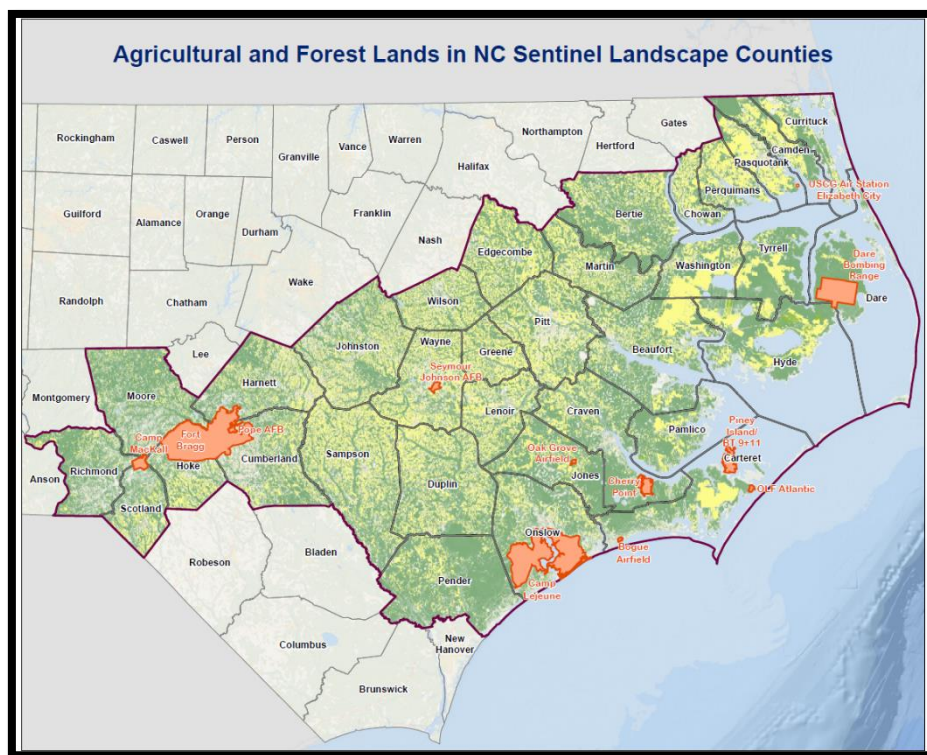 Agricultural and Forest Lands in NC Sentinel Landscape Counties
Gates
Currituck
Northampton
Rockingham
Caswell
Person
Vance
Warren
Hertford
Camden
Granville
Halifax
Pasquotank
USCG Air Station
Elizabeth City
Perquimans
Guilford
Orange
Franklin
Bertie
Chowan
Alamance
Durham
Nash
Edgecombe
Tyrrell
Dare
Bombing
Range
Martin
Washington
Wake
Dare
Randolph
Chatham
Wilson
Pitt
Johnston
Wayne
Greene
Beaufort
Lee
Hyde
Seymour
Johnson AFB
Harnett
Montgomery
Moore
Lenoir
Craven
Pamlico
Piney
Island/
BT 9+11
Fort
Bragg
Pope AFB
Camp
MacKall
Sampson
Oak Grove
Airfield
Carteret
Anson
Richmond
Hoke
Cumberland
Jones
Duplin
Cherry
Point
OLF Atlantic
Scotland
Onslow
Bogue
Airfield
Robeson
Bladen
Pender
Camp
Lejeune
Columbus
New
Hanover
Brunswick